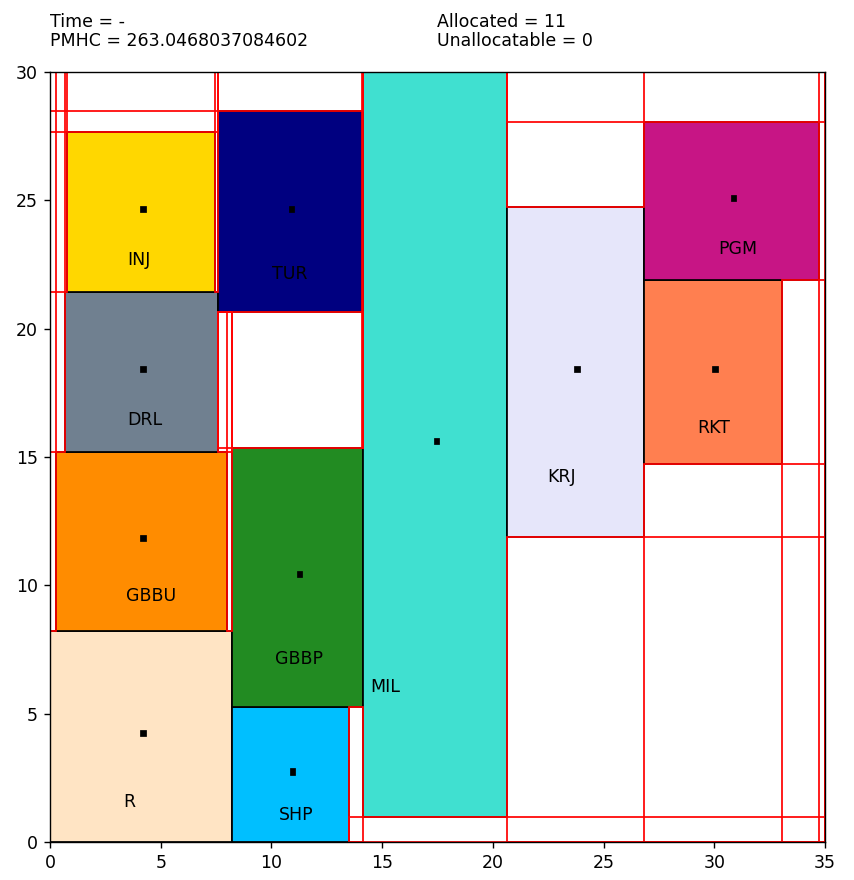 Time = - Allocated = 11
PMHC = 263.0468037084602 Unallocatable = 0
30
25
20
15
10
5
0
INJ
TUR
PGM
DRL
RKT
KRJ
GBBU
GBBP
MIL
R
SHP
0 5 10 15 20 25 30 35